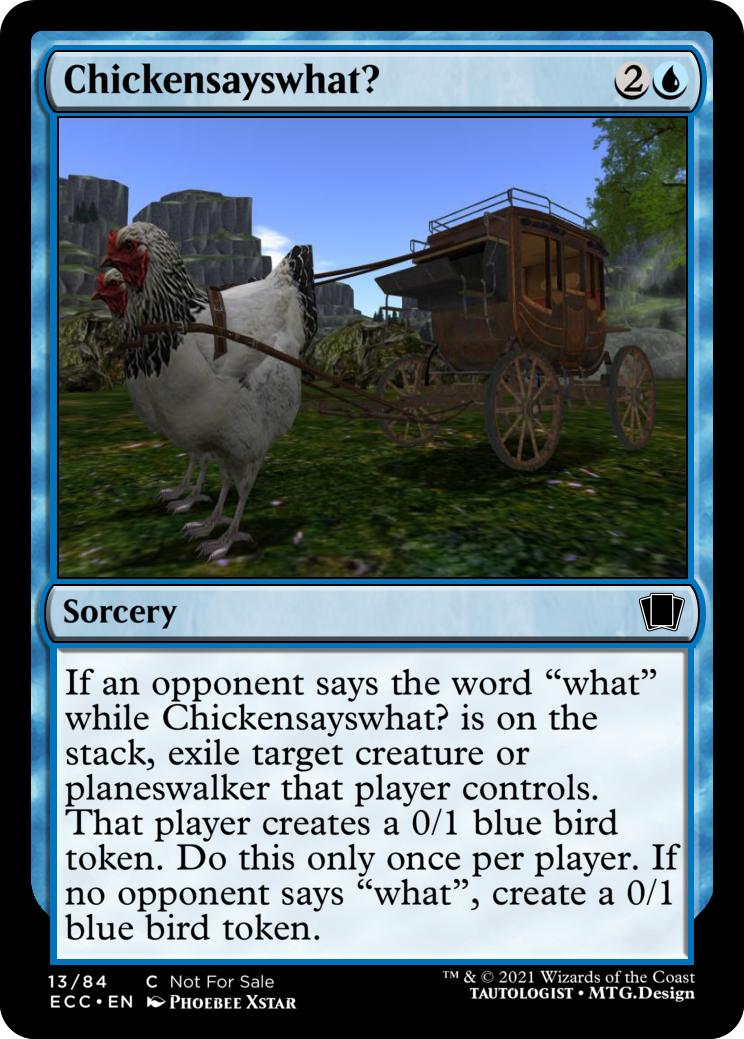 Chickensayswhat? 2
Sorcery
If an opponent says the word “what”
while Chickensayswhat? is on the
stack, exile target creature or
planeswalker that player controls.
That player creates a 0/1 blue bird
token. Do this only once per player. If
no opponent says “what”, create a 0/1
blue bird token.
13/84 C Not For Sale
ECC • EN Phoebee Xstar
™ & © 2021 Wizards of the Coast
TAUTOLOGIST • MTG.Design